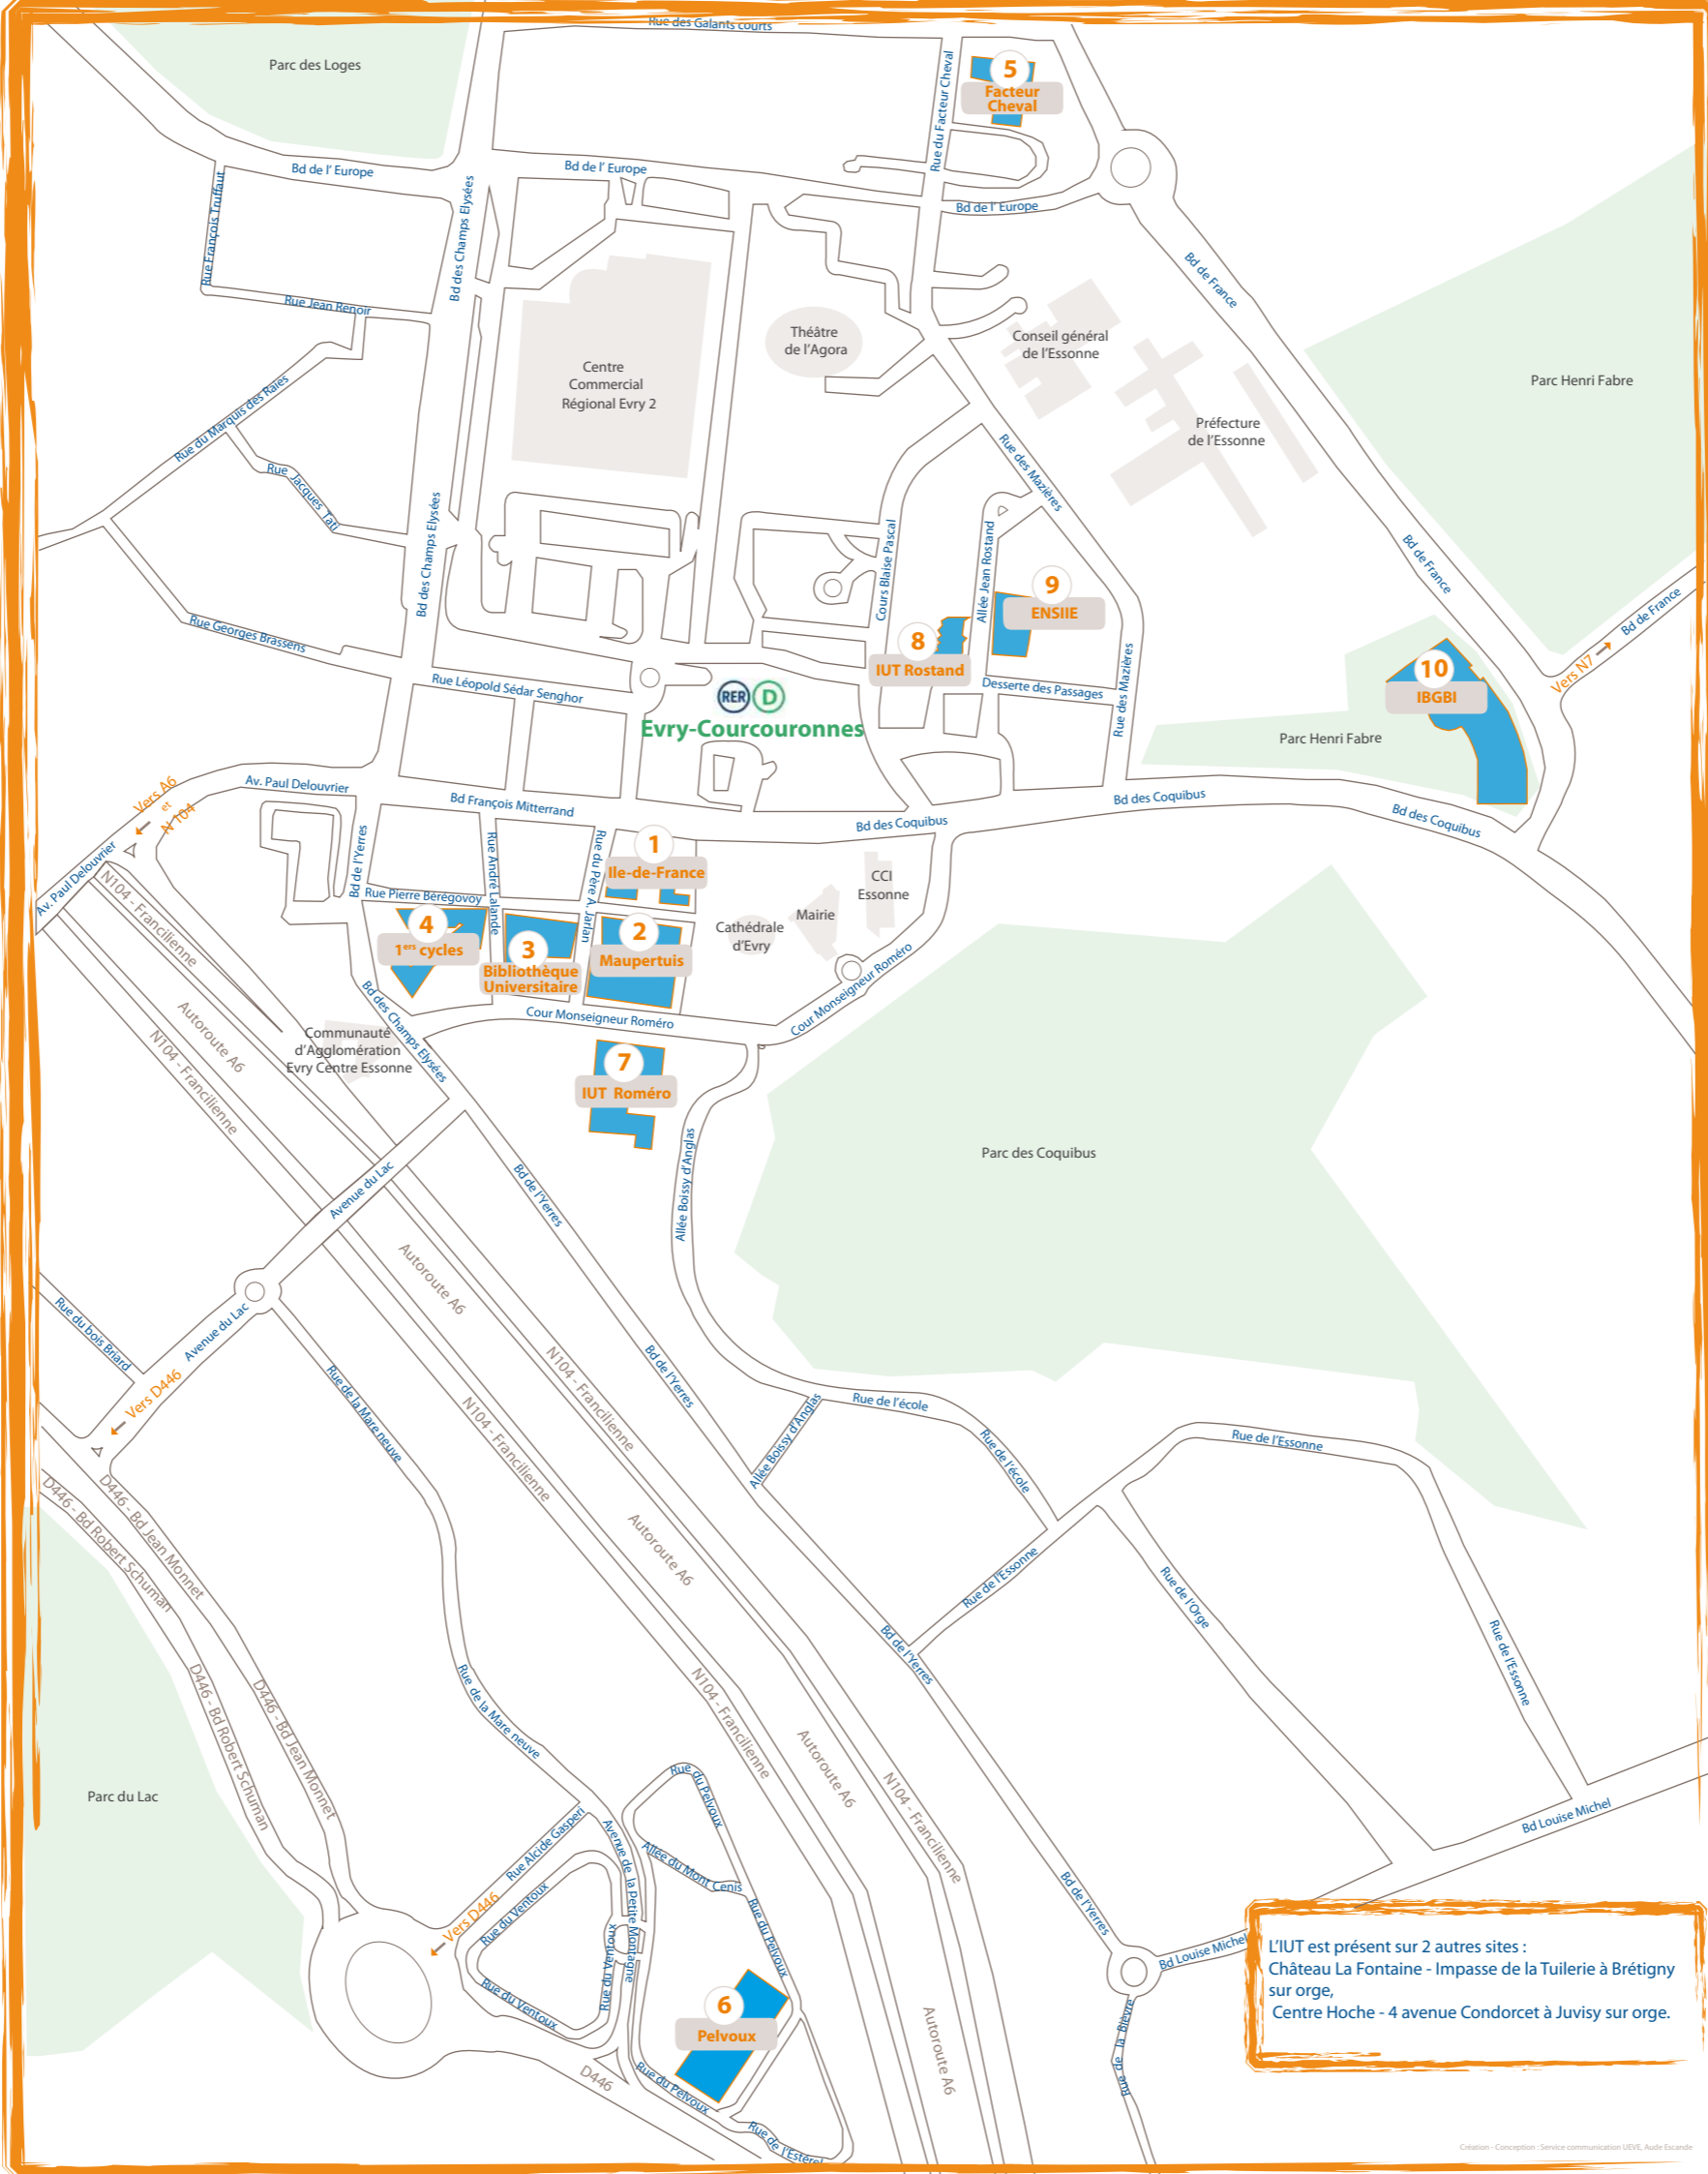 Rue des Galants courts
Parc des Loges
5
Facteur
Cheval
Rue du Facteur Cheval
Bd de l' Europe
Bd de l' Europe
Bd de l' Europe
Rue François Truffaut
Bd des Champs Elysées
Bd de France
Rue Jean Renoir
Théâtre
de l'Agora
Conseil général
de l'Essonne
Centre
Commercial
Régional Evry 2
Parc Henri Fabre
Préfecture
de l'Essonne
Rue du Marquis des Raies
Rue Jacques Tati
Rue des Mazières
Bd des Champs Elysées
Cours Blaise Pascal
Allée Jean Rostand
Bd de France
9
ENSIIE
Bd de France
Vers N7
Rue Georges Brassens
8
IUT Rostand
10
IBGBI
Rue Léopold Sédar Senghor
RER D
Evry-Courcouronnes
Desserte des Passages
Rue des Mazières
Parc Henri Fabre
Vers A6
et
N 104
Av. Paul Delouvrier
Bd François Mitterrand
Bd des Coquibus
Bd des Coquibus
Bd des Coquibus
Av. Paul Delouvrier
Bd de l'Yerres
Rue André Lalande
Rue du Père A. Jarlan
1
Ile-de-France
CCI
Essonne
N104 - Francilienne
Rue Pierre Bérégovoy
4
1ers cycles
3
Bibliothèque
Universitaire
2
Maupertuis
Cathédrale
d'Evry
Mairie
Cour Monseigneur Roméro
Cour Monseigneur Roméro
Bd des Champs Elysées
Autoroute A6
N104 - Francilienne
Communauté
d'Agglomération
Evry Centre Essonne
7
IUT Roméro
Parc des Coquibus
Allée Boissy d'Anglas
Avenue du Lac
Bd de l'Yerres
Autoroute A6
Rue du bois Briard
Avenue du Lac
Vers D446
Rue de la Mare neuve
N104 - Francilienne
N104 - Francilienne
Bd de l'Yerres
Allée Boissy d'Anglas
Rue de l'école
Rue de l'école
Rue de l'Essonne
D446 - Bd Robert Schuman
D446 - Bd Jean Monnet
Autoroute A6
Rue de l'Essonne
Rue de l'Orge
Rue de l'Essonne
Bd de l'Yerres
D446 - Bd Robert Schuman
D446 - Bd Jean Monnet
Rue de la Mare neuve
N104 - Francilienne
Autoroute A6
N104 - Francilienne
Parc du Lac
Rue du Pelvoux
Rue Alcide Gasperi
Avenue de la Petite Montagne
Allée du Mont Cenis
Bd Louise Michel
Vers D446
Rue du Ventoux
Rue du Ventoux
Rue du Ventoux
Rue du Pelvoux
Bd de l'Yerres
Bd Louise Michel
6
Pelvoux
L'IUT est présent sur 2 autres sites :
Château La Fontaine - Impasse de la Tuilerie à Brétigny
sur orge,
Centre Hoche - 4 avenue Condorcet à Juvisy sur orge.
D446
Rue du Pelvoux
Rue de l'Estérel
Autoroute A6
Rue de la Bièvre
Création - Conception : Service communication UEVE, Aude Escande